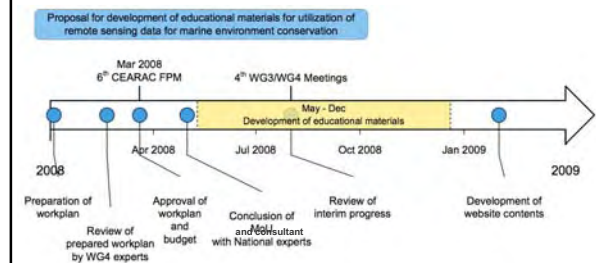 Proposal for development of educational materials for utilization of
remote sensing data for marine environment conservation
Mar 2008
6th CEARAC FPM
4th WG3/WG4 Meetings
May - Dec
Development of educational materials
Apr 2008
Jul 2008
Oct 2008
Jan 2009
2008
2009
Preparation of
workplan
Review of
prepared workplan
by WG4 experts
Approval of
workplan
and
budget
Conclusion of
MoU
and Consultant
with National experts
Review of
interim progress
Development of
website contents